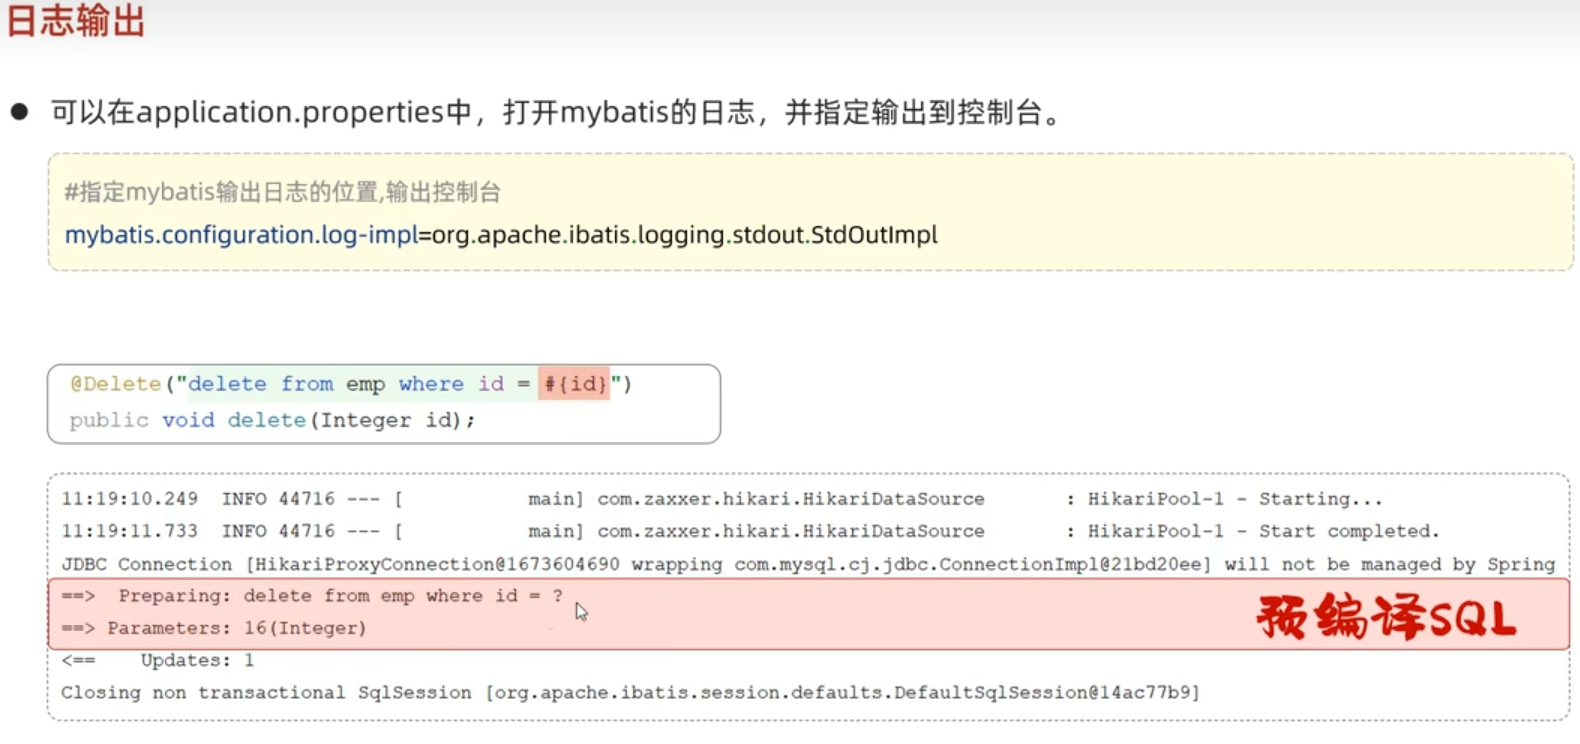 日志输出
● 可以在application.properties中，打开mybatis的日志，并指定输出到控制台。
#指定mybatis输出日志的位置,输出控制台
mybatis.configuration.log-impl=org.apache.ibatis.logging.stdout.StdOutImpl
@Delete("delete from emp where id = #{id}")
public void delete(Integer id);
11:19:10.249  INFO 44716 --- [           main] com.zaxxer.hikari.HikariDataSource       : HikariPool-1 - Starting...
11:19:11.733  INFO 44716 --- [           main] com.zaxxer.hikari.HikariDataSource       : HikariPool-1 - Start completed.
JDBC Connection [HikariProxyConnection@1673604690 wrapping com.mysql.cj.jdbc.ConnectionImpl@21bd20ee] will not be managed by Spring
==>  Preparing: delete from emp where id = ?
==> Parameters: 16(Integer)
预编译SQL
<==    Updates: 1
Closing non transactional SqlSession [org.apache.ibatis.session.defaults.DefaultSqlSession@14ac77b9]